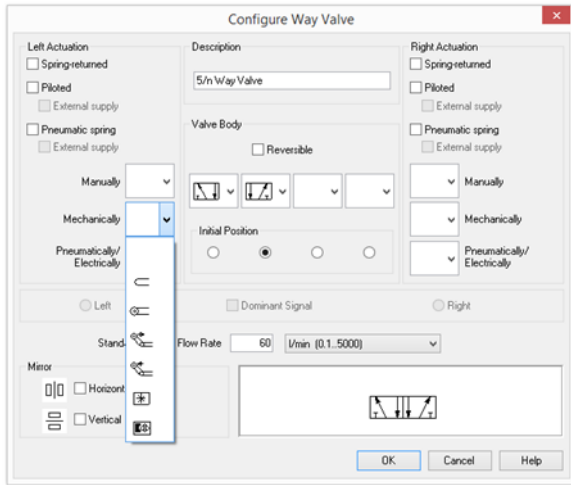 Configure Way Valve
Left Actuation
Spring-returned
Piloted
External supply
Pneumatic spring
External supply
Manually
Mechanically
Pneumatically/
Electrically
Description
5/n Way Valve
Valve Body
Reversible
Initial Position
Right Actuation
Spring-returned
Piloted
External supply
Pneumatic spring
External supply
Manually
Mechanically
Pneumatically/
Electrically
Left
Dominant Signal
Right
Standa
Flow Rate
60
l/min (0.1..5000)
Mirror
Horizont
Vertical
OK
Cancel
Help